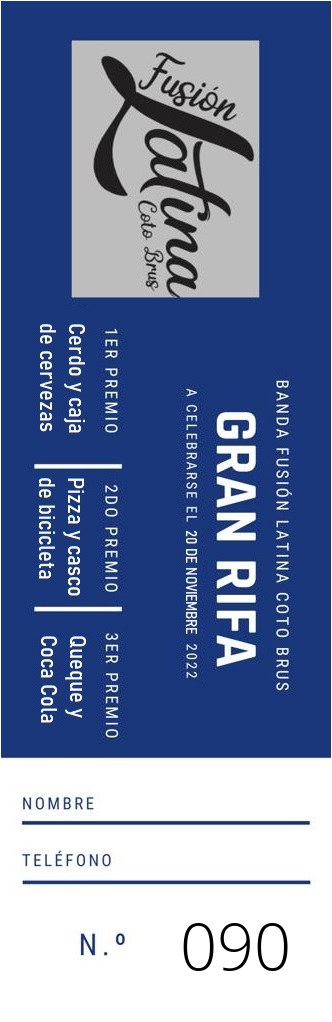 Fusión
Latina
Coto Brus
BANDA FUSIÓN LATINA COTO BRUS
GRAN RIFA
A CELEBRARSE EL 20 DE NOVIEMBRE 2022
1ER PREMIO
Cerdo y caja
de cervezas
2DO PREMIO
Pizza y casco
de bicicleta
3ER PREMIO
Queque y
Coca Cola
NOMBRE
TELÉFONO
N.º 090